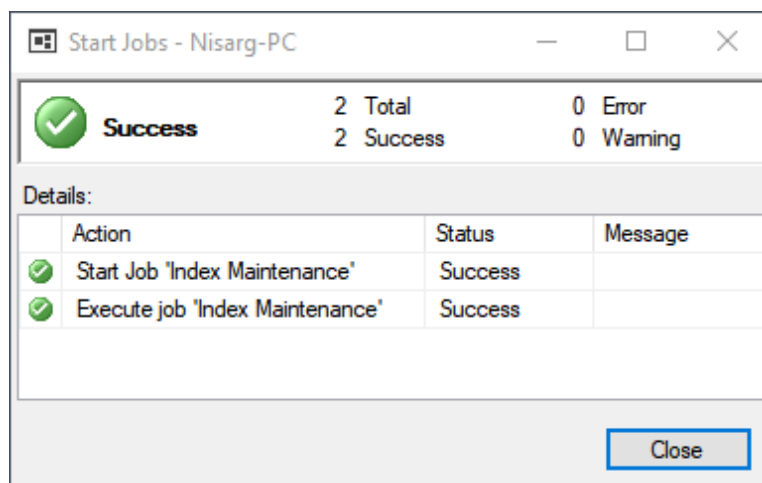 Start Jobs - Nisarg-PC
Success
2 Total 0 Error
2 Success 0 Warning
Details:
Action Status Message
Start Job 'Index Maintenance' Success
Execute job 'Index Maintenance' Success
Close